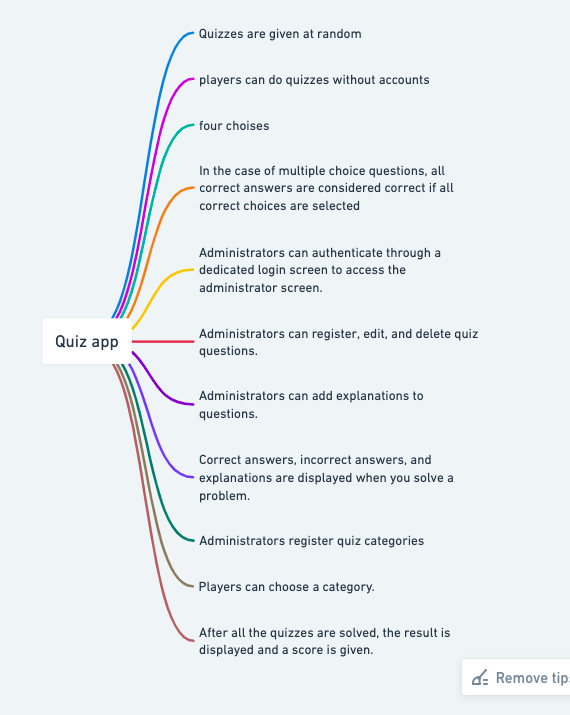 Quizzes are given at random
players can do quizzes without accounts
four choises
In the case of multiple choice questions, all
correct answers are considered correct if all
correct choices are selected
Administrators can authenticate through a
dedicated login screen to access the
administrator screen.
Quiz app
Administrators can register, edit, and delete quiz
questions.
Administrators can add explanations to
questions.
Correct answers, incorrect answers, and
explanations are displayed when you solve a
problem.
Administrators register quiz categories
Players can choose a category.
After all the quizzes are solved, the result is
displayed and a score is given.
Remove tip